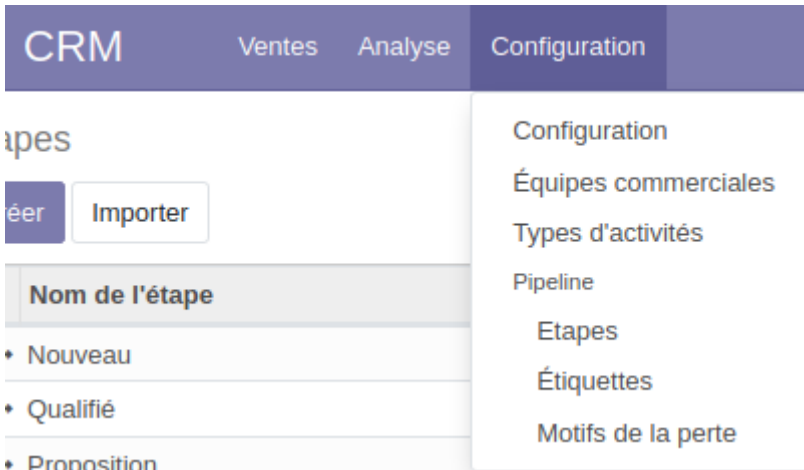 CRM Ventes Analyse Configuration
apes
Importer
Nom de l'étape
Nouveau
Qualifié
Proposition
Configuration
Équipes commerciales
Types d'activités
Pipeline
Etapes
Étiquettes
Motifs de la perte